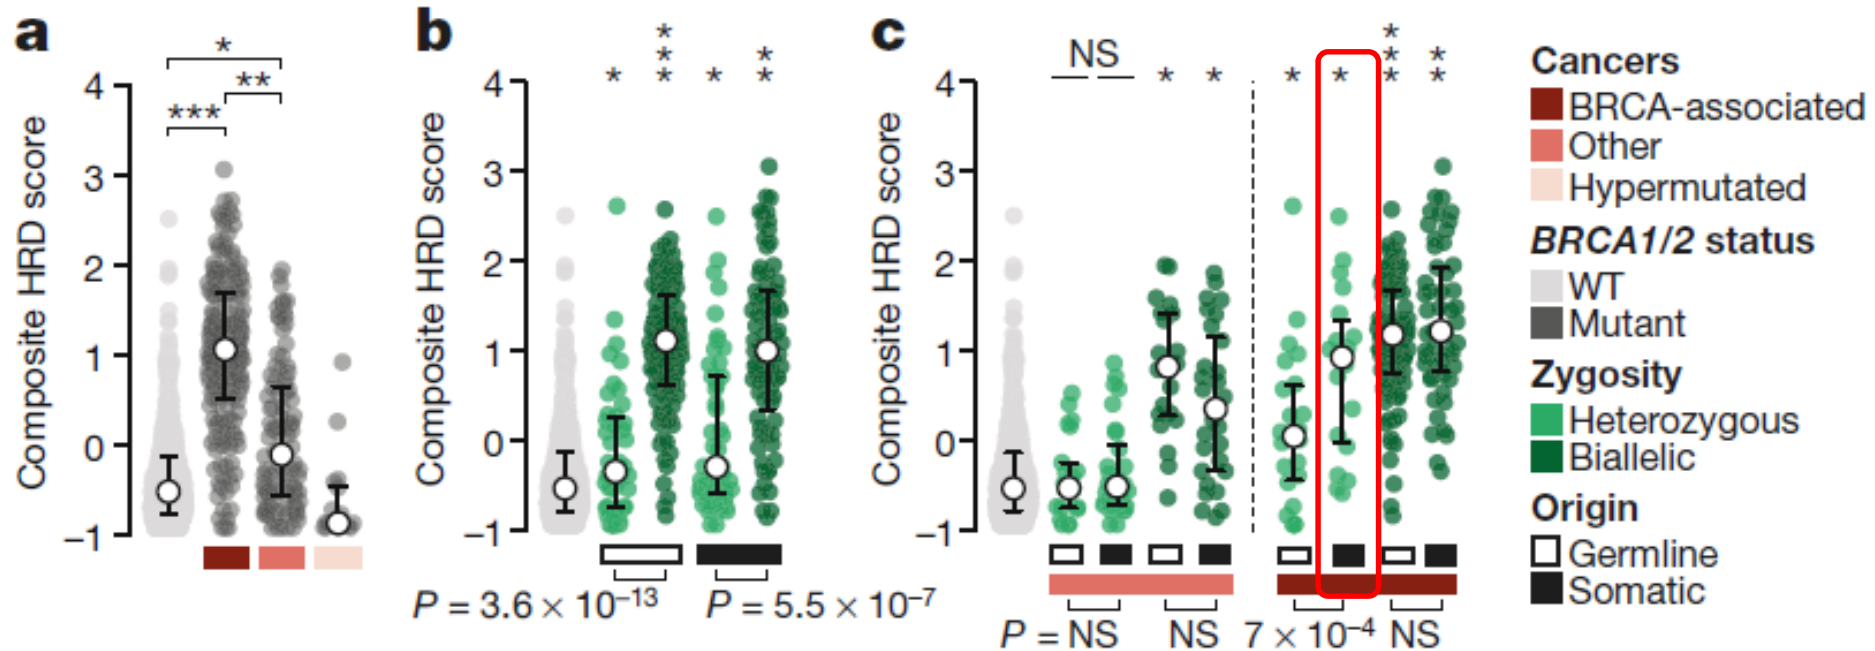 a
*
**
***
Composite HRD score
4
3
2
1
0
–1
b
*
*
*
*
*
*
*
Composite HRD score
4
3
2
1
0
–1
P = 3.6 × 10–13
P = 5.5 × 10–7
c
NS
*
*
*
*
*
*
*
*
*
Composite HRD score
4
3
2
1
0
–1
P = NS
NS
7 × 10–4
NS
Cancers
BRCA-associated
Other
Hypermutated
BRCA1/2 status
WT
Mutant
Zygosity
Heterozygous
Biallelic
Origin
Germline
Somatic